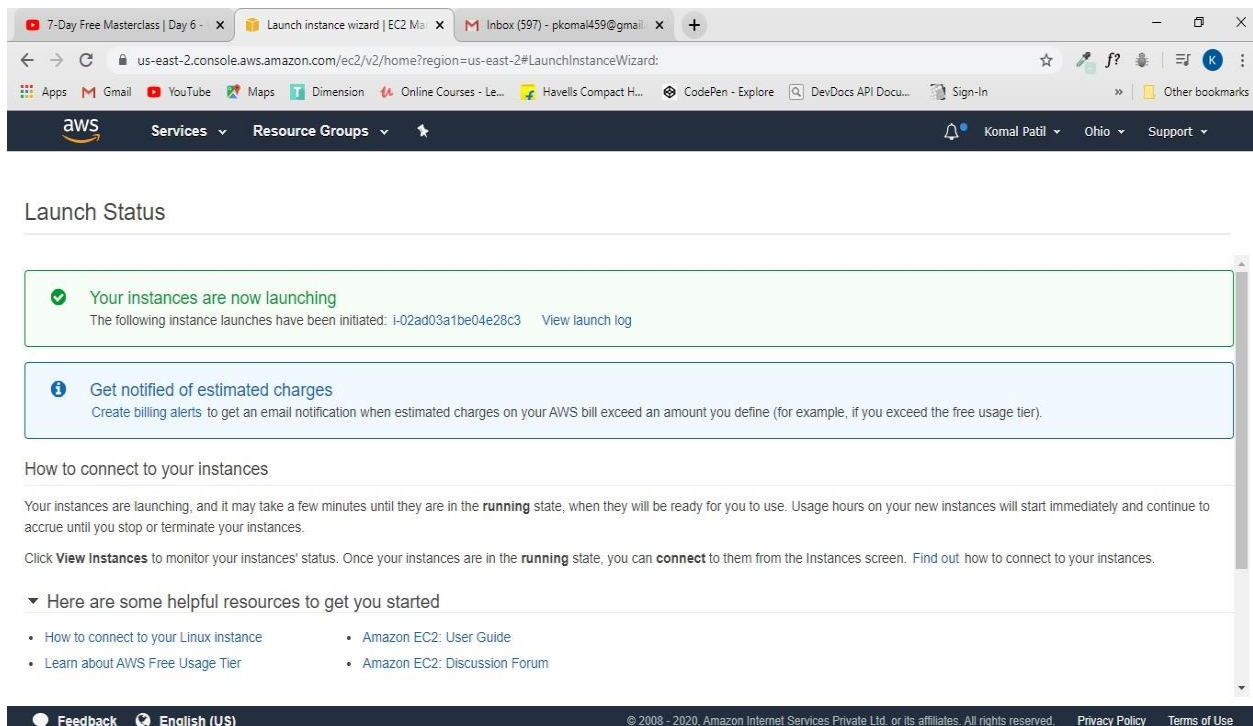 7-Day Free Masterclass | Day 6 -
Launch instance wizard | EC2 Ma
Inbox (597) - pkomal459@gmail.
us-east-2.console.aws.amazon.com/ec2/v2/home?region=us-east-2#LaunchInstanceWizard:
f?
K
Apps Gmail YouTube Maps Dimension Online Courses - Le... Havells Compact H... CodePen - Explore DevDocs API Docu... Sign-In » Other bookmarks
aws Services Resource Groups Komal Patil Ohio Support
Launch Status
Your instances are now launching
The following instance launches have been initiated: i-02ad03a1be04e28c3 View launch log
Get notified of estimated charges
Create billing alerts to get an email notification when estimated charges on your AWS bill exceed an amount you define (for example, if you exceed the free usage tier).
How to connect to your instances
Your instances are launching, and it may take a few minutes until they are in the running state, when they will be ready for you to use. Usage hours on your new instances will start immediately and continue to
accrue until you stop or terminate your instances.
Click View Instances to monitor your instances' status. Once your instances are in the running state, you can connect to them from the Instances screen. Find out how to connect to your instances.
Here are some helpful resources to get you started
• How to connect to your Linux instance • Amazon EC2: User Guide
• Learn about AWS Free Usage Tier • Amazon EC2: Discussion Forum
Feedback English (US) © 2008 - 2020, Amazon Internet Services Private Ltd. or its affiliates. All rights reserved. Privacy Policy Terms of Use